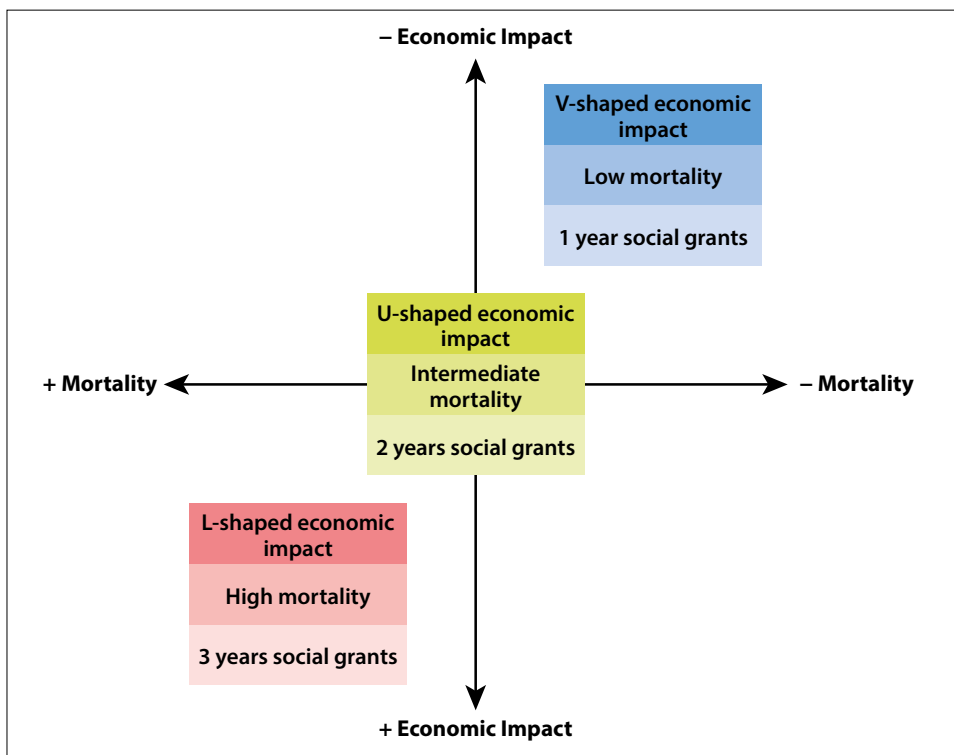 – Economic Impact
V-shaped economic
impact
Low mortality
1 year social grants
U-shaped economic
impact
+ Mortality
Intermediate
mortality
– Mortality
2 years social grants
L-shaped economic
impact
High mortality
3 years social grants
+ Economic Impact